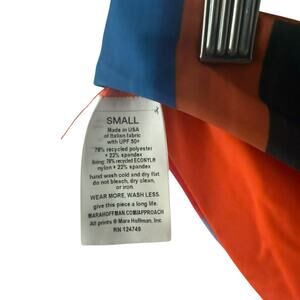 SMALL
Made in USA
of Italian fabric
with UPF 50+
78% recycled polyester
+ 22% spandex
lining: 78% recycled ECONYL®
nylon + 22% spandex
hand wash cold and dry flat
do not bleach, dry clean,
or iron.
WEAR MORE, WASH LESS.
give this piece a long life.
MARAHOFFMAN.COM/APPROACH
All prints © Mara Hoffman, Inc.
RN 124749